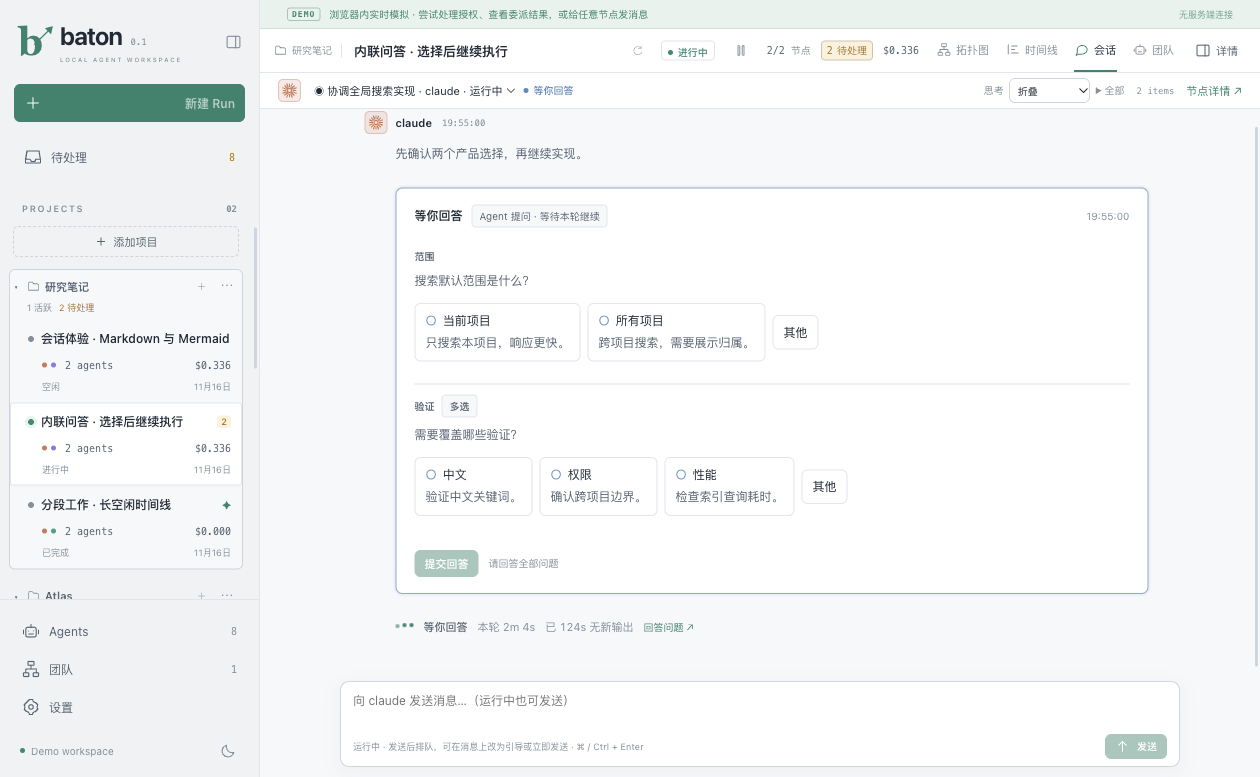 baton 0.1
LOCAL AGENT WORKSPACE
+ 新建 Run
待处理 8
PROJECTS 02
+ 添加项目
研究笔记 + ···
1 活跃 2 待处理
会话体验 · Markdown 与 Mermaid
2 agents $0.336
空闲 11月16日
内联问答 · 选择后继续执行 2
2 agents $0.336
进行中 11月16日
分段工作 · 长空闲时间线
2 agents $0.000
已完成 11月16日
Atlas + ···
Agents 8
团队 1
设置
Demo workspace
DEMO 浏览器内实时模拟 · 尝试处理授权、查看委派结果，或给任意节点发消息 无服务端连接
研究笔记 内联问答 · 选择后继续执行 进行中 2/2 节点 2 待处理 $0.336 拓扑图 时间线 会话 团队 详情
协调全局搜索实现 · claude · 运行中 内联问答 思考 折叠 全部 2 items 节点详情 ↗
claude 19:55:00
先确认两个产品选择，再继续实现。
等你回答 Agent 提问 · 等待本轮继续 19:55:00
范围
搜索默认范围是什么？
当前项目 所有项目 其他
只搜索本项目，响应更快。 跨项目搜索，需要展示归属。
验证 多选
需要覆盖哪些验证？
中文 权限 性能 其他
验证中文关键词。 确认跨项目边界。 检查索引查询耗时。
提交回答 请回答全部问题
等你回答 本轮 2m 4s 已 124s 无新输出 回答问题 ↗
向 claude 发送消息…（运行中也可发送）
运行中 · 发送后排队，可在消息上改为引导或立即发送 · ⌘ / Ctrl + Enter ↑ 发送